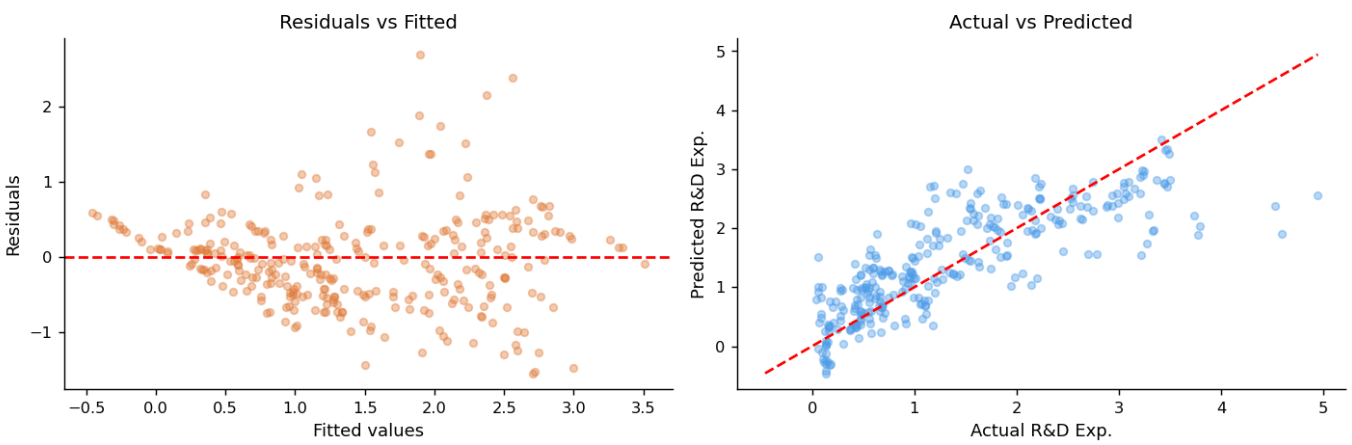 Residuals vs Fitted
2
1
0
−1
−0.5 0.0 0.5 1.0 1.5 2.0 2.5 3.0 3.5
Fitted values
Residuals
Actual vs Predicted
5
4
3
2
1
0
0 1 2 3 4 5
Actual R&D Exp.
Predicted R&D Exp.